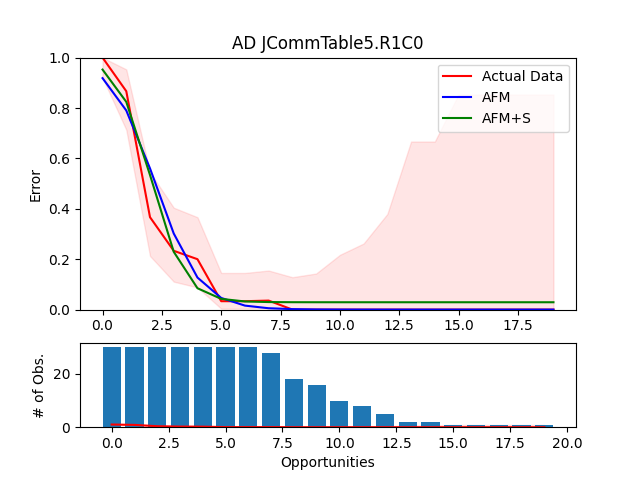 AD JCommTable5.R1C0
1.0
0.8
0.6
0.4
0.2
0.0
Error
Actual Data
AFM
AFM+S
0.0 2.5 5.0 7.5 10.0 12.5 15.0 17.5
20
0
# of Obs.
0.0 2.5 5.0 7.5 10.0 12.5 15.0 17.5 20.0
Opportunities